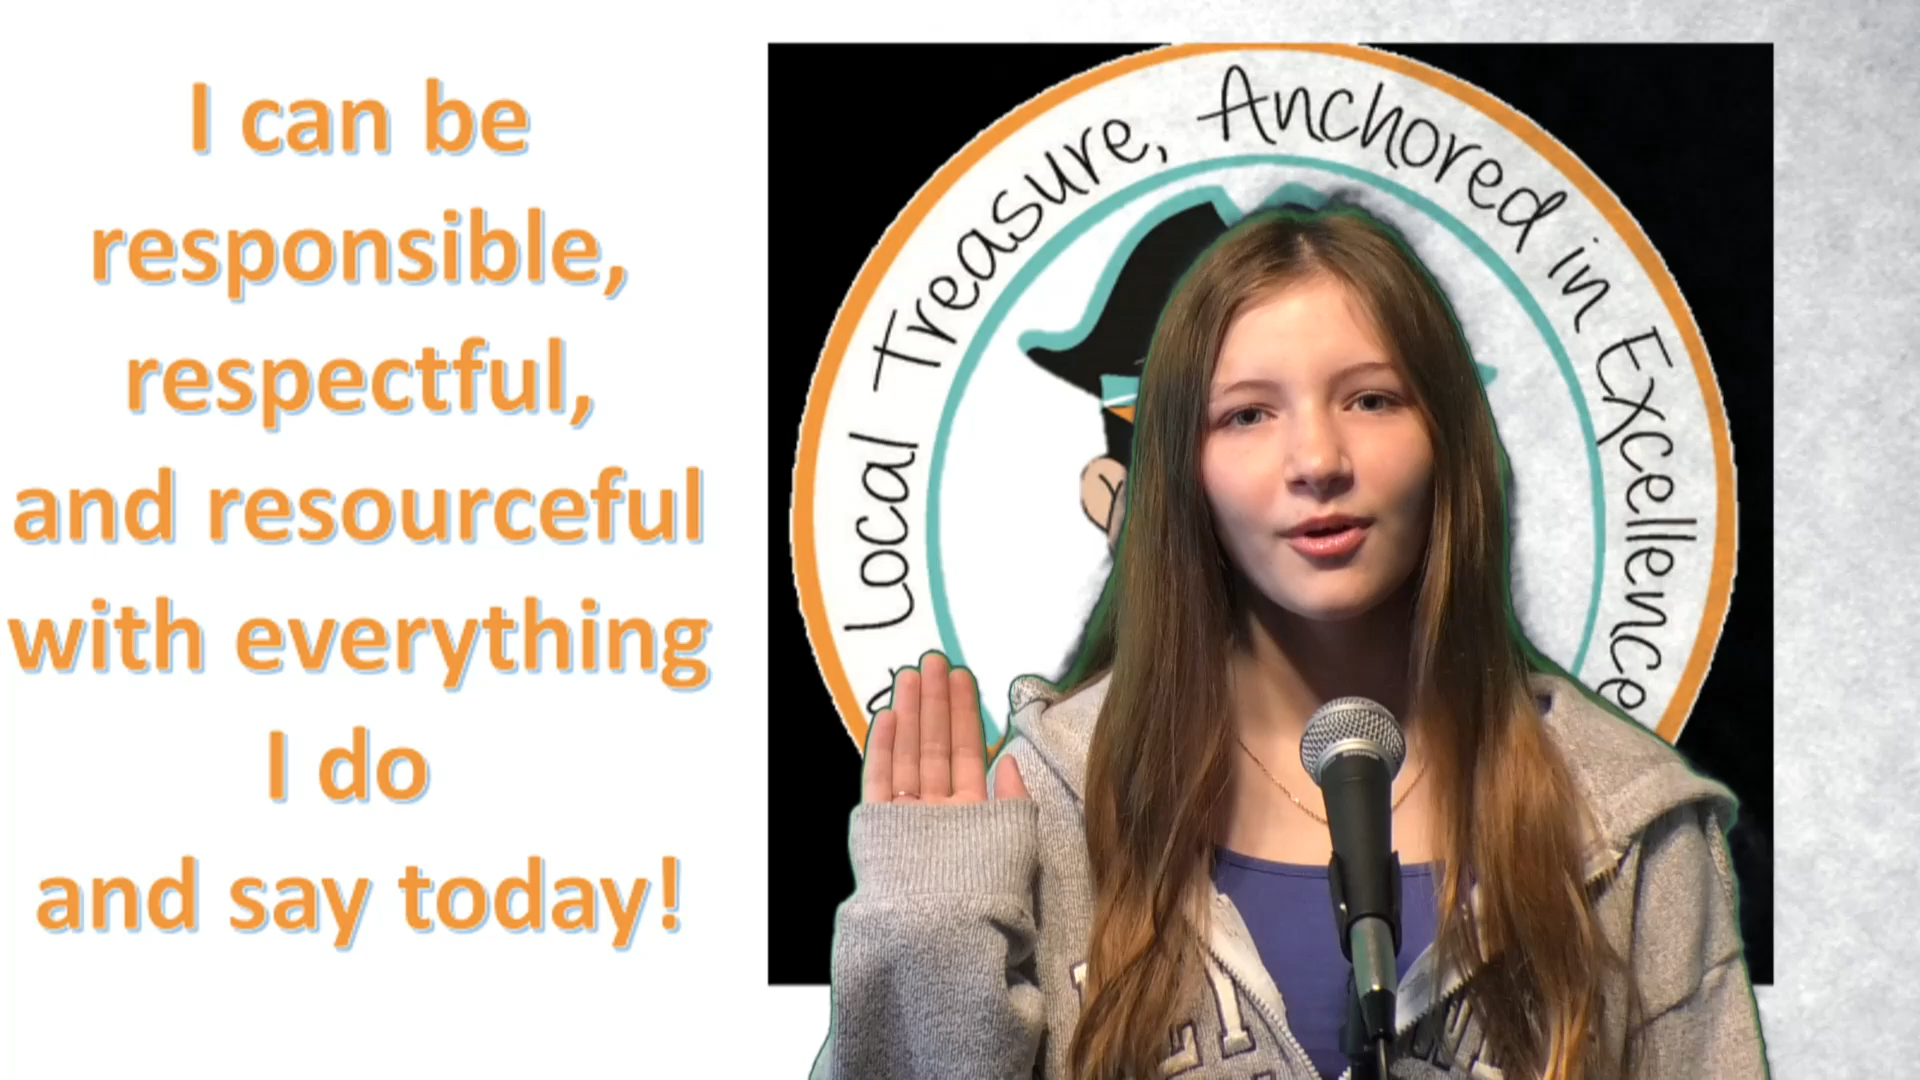 I can be
responsible,
respectful,
and resourceful
with everything
I do
and say today!
Local Treasure, Anchored in Excellence